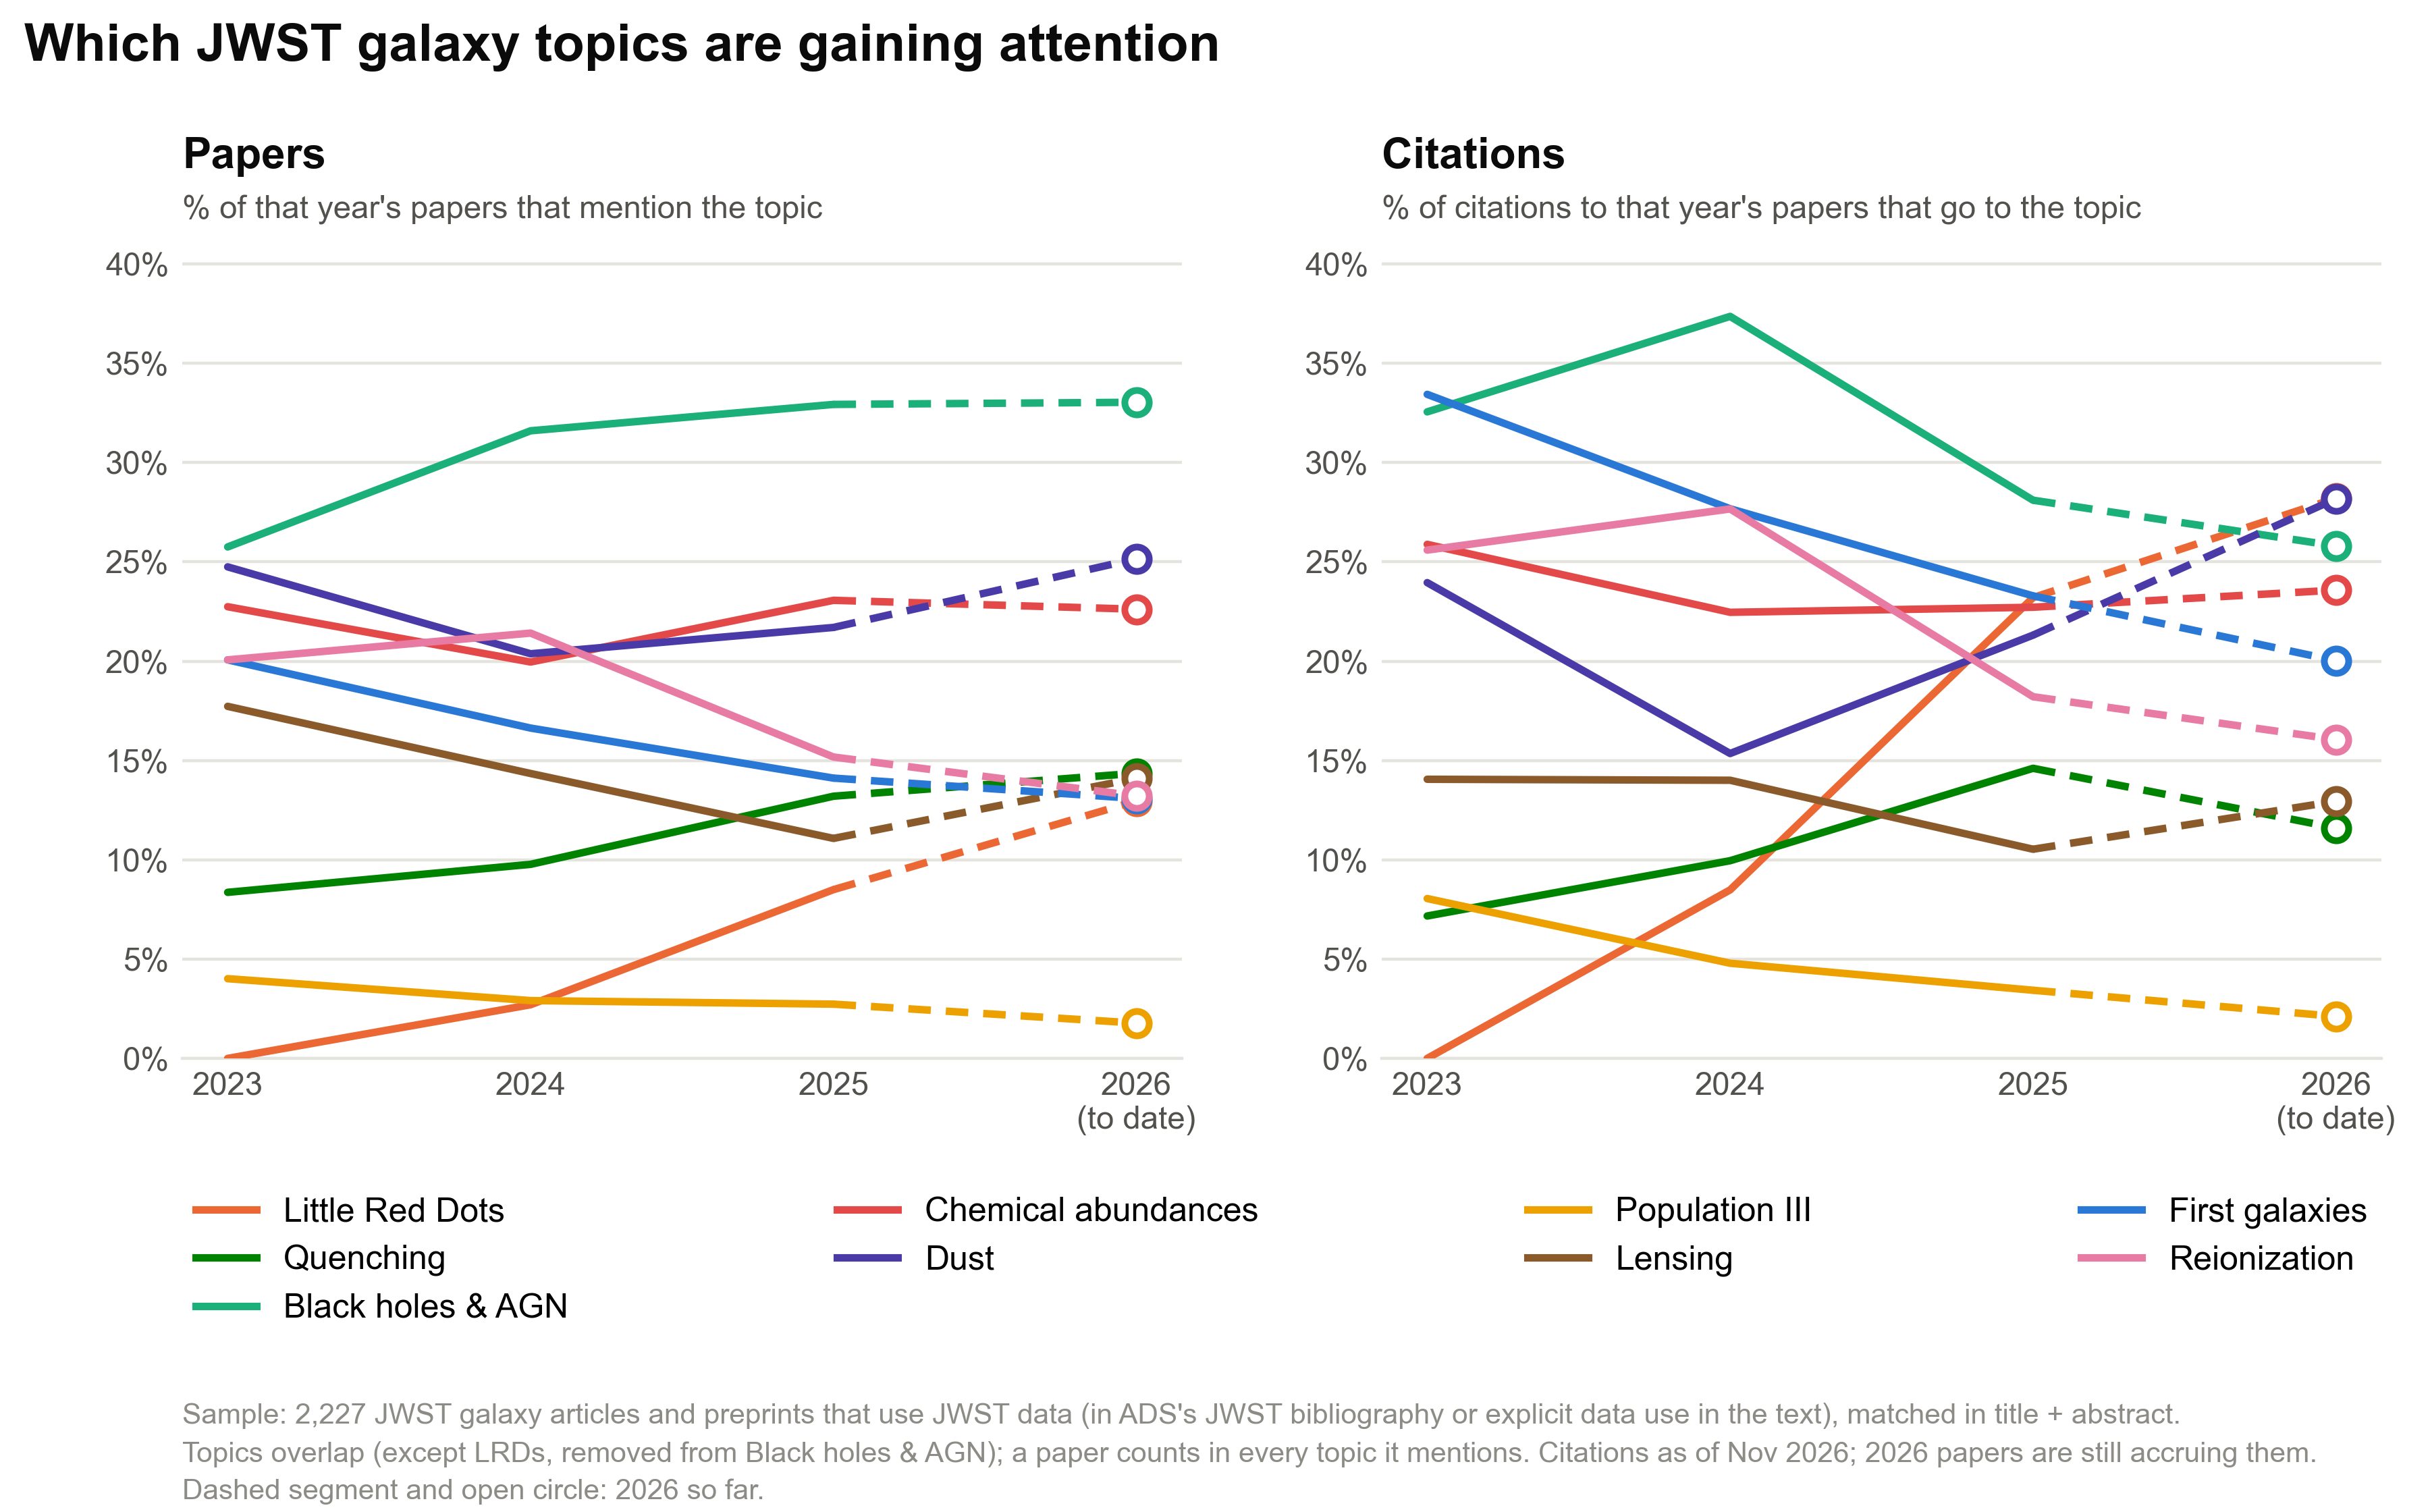 Which JWST galaxy topics are gaining attention
Papers
% of that year's papers that mention the topic
40%
35%
30%
25%
20%
15%
10%
5%
0%
2023
2024
2025
2026
(to date)
Citations
% of citations to that year's papers that go to the topic
40%
35%
30%
25%
20%
15%
10%
5%
0%
2023
2024
2025
2026
(to date)
Little Red Dots
Quenching
Black holes & AGN
Chemical abundances
Dust
Population III
Lensing
First galaxies
Reionization
Sample: 2,227 JWST galaxy articles and preprints that use JWST data (in ADS's JWST bibliography or explicit data use in the text), matched in title + abstract.
Topics overlap (except LRDs, removed from Black holes & AGN); a paper counts in every topic it mentions. Citations as of Nov 2026; 2026 papers are still accruing them.
Dashed segment and open circle: 2026 so far.